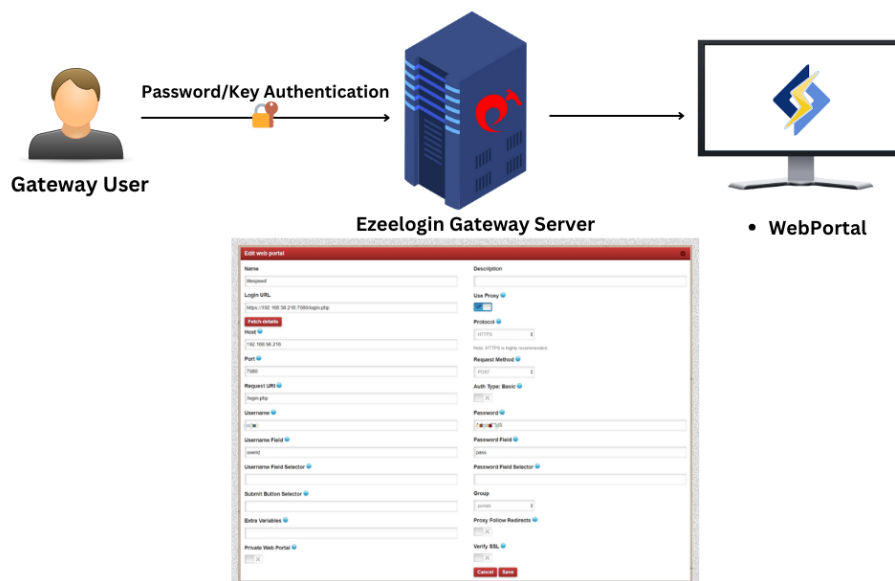 Password/Key Authentication
Gateway User
Ezeelogin Gateway Server
• WebPortal
Edit web portal
Name
Description
litespeed
Login URL
Use Proxy
https://192.168.56.216:7080/login.php
Fetch details
Protocol
Host
HTTPS
192.168.56.216
Note: HTTPS is highly recommended.
Port
Request Method
7080
POST
Request URI
Auth Type: Basic
/login.php
Username
Password
Username Field
Password Field
userid
pass
Username Field Selector
Password Field Selector
Submit Button Selector
Group
portals
Extra Variables
Proxy Follow Redirects
Private Web Portal
Verify SSL
Cancel
Save